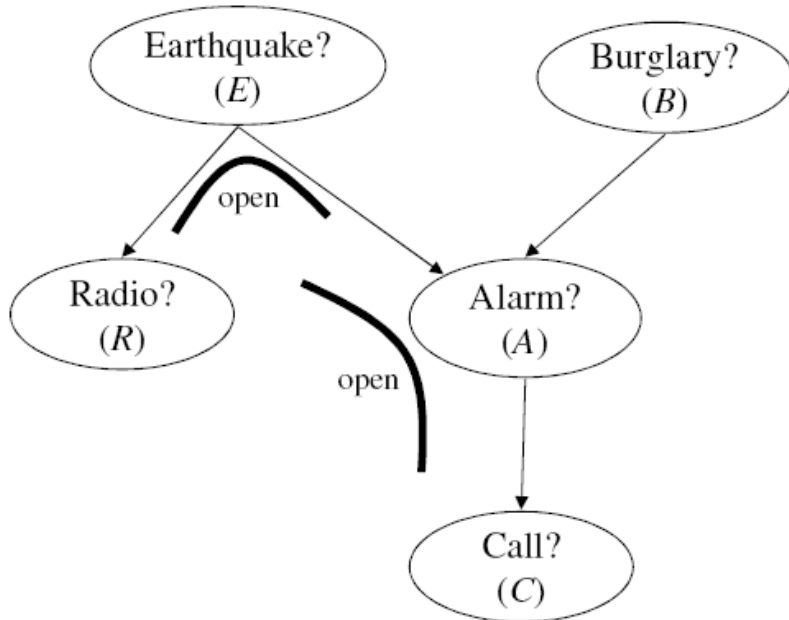 Earthquake?
(E)
Burglary?
(B)
open
Radio?
(R)
Alarm?
(A)
open
Call?
(C)